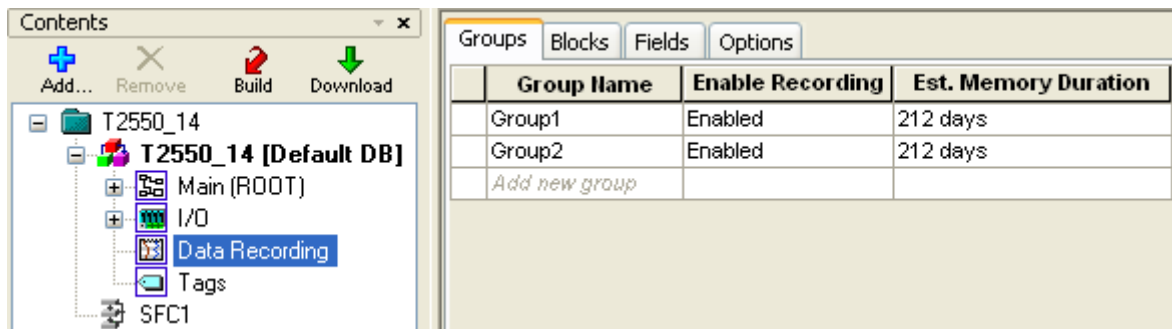 Contents
Add... Remove Build Download
T2550_14
T2550_14 [Default DB]
Main (ROOT)
I/O
Data Recording
Tags
SFC1
Groups Blocks Fields Options
Group Name Enable Recording Est. Memory Duration
Group1 Enabled 212 days
Group2 Enabled 212 days
Add new group